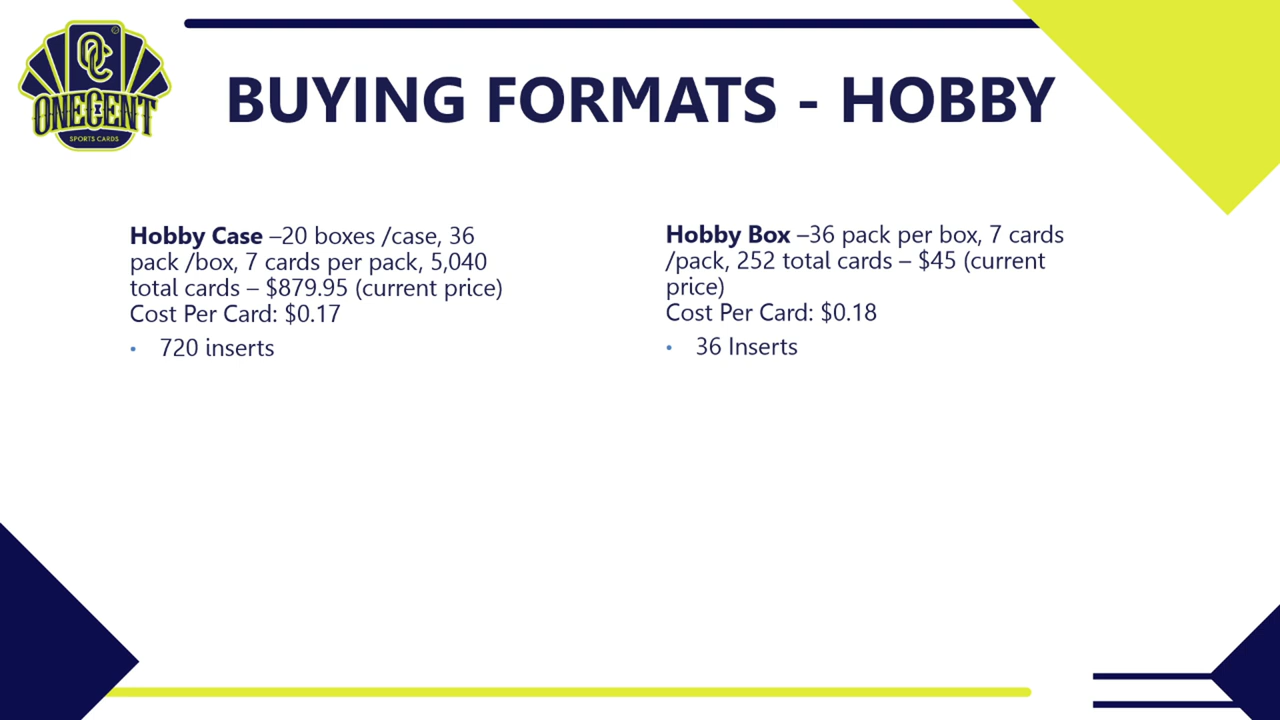 OC
ONECENT
SPORTS CARDS
BUYING FORMATS - HOBBY
Hobby Case –20 boxes /case, 36
pack /box, 7 cards per pack, 5,040
total cards – $879.95 (current price)
Cost Per Card: $0.17
• 720 inserts
Hobby Box –36 pack per box, 7 cards
/pack, 252 total cards – $45 (current
price)
Cost Per Card: $0.18
• 36 Inserts